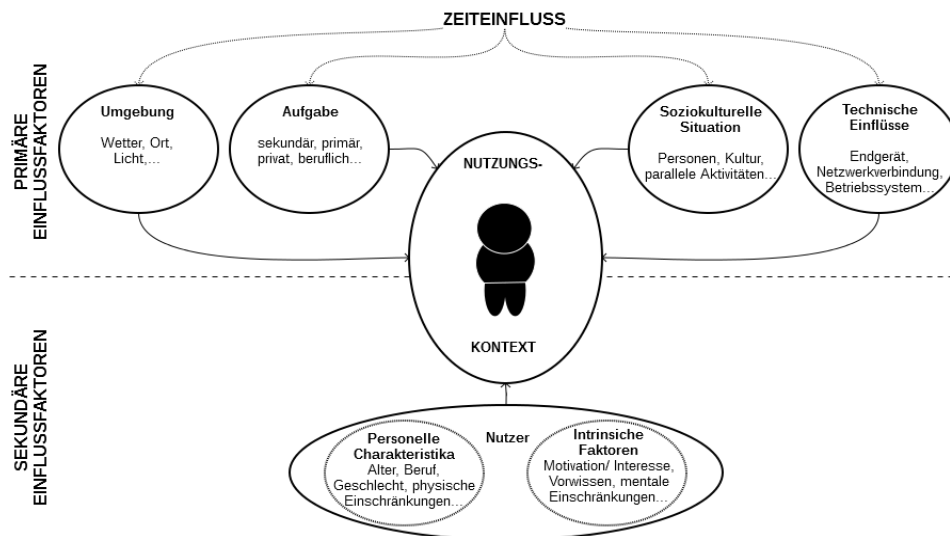 ZEITEINFLUSS
PRIMÄRE
EINFLUSSFAKTOREN
Umgebung
Wetter, Ort,
Licht,...
Aufgabe
sekundär, primär,
privat, beruflich...
Soziokulturelle
Situation
Personen, Kultur,
parallele Aktivitäten...
Technische
Einflüsse
Endgerät,
Netzwerkverbindung,
Betriebssystem...
NUTZUNGS-
KONTEXT
SEKUNDÄRE
EINFLUSSFAKTOREN
Nutzer
Personelle
Charakteristika
Alter, Beruf,
Geschlecht, physische
Einschränkungen...
Intrinsiche
Faktoren
Motivation/ Interesse,
Vorwissen, mentale
Einschränkungen...